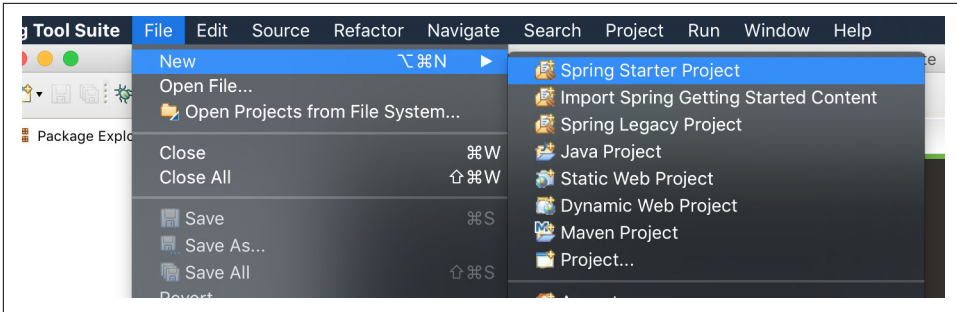 g Tool Suite File Edit Source Refactor Navigate Search Project Run Window Help
New ⌥⌘N ▶
Open File...
Open Projects from File System...
Close ⌘W
Close All ⇧⌘W
Save ⌘S
Save As...
Save All ⇧⌘S
Revert
Package Explo
Spring Starter Project
Import Spring Getting Started Content
Spring Legacy Project
Java Project
Static Web Project
Dynamic Web Project
Maven Project
Project...
te